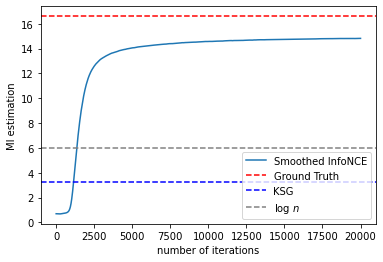 16
14
12
10
8
6
4
2
0
MI estimation
Smoothed InfoNCE
Ground Truth
KSG
log n
0 2500 5000 7500 10000 12500 15000 17500 20000
number of iterations